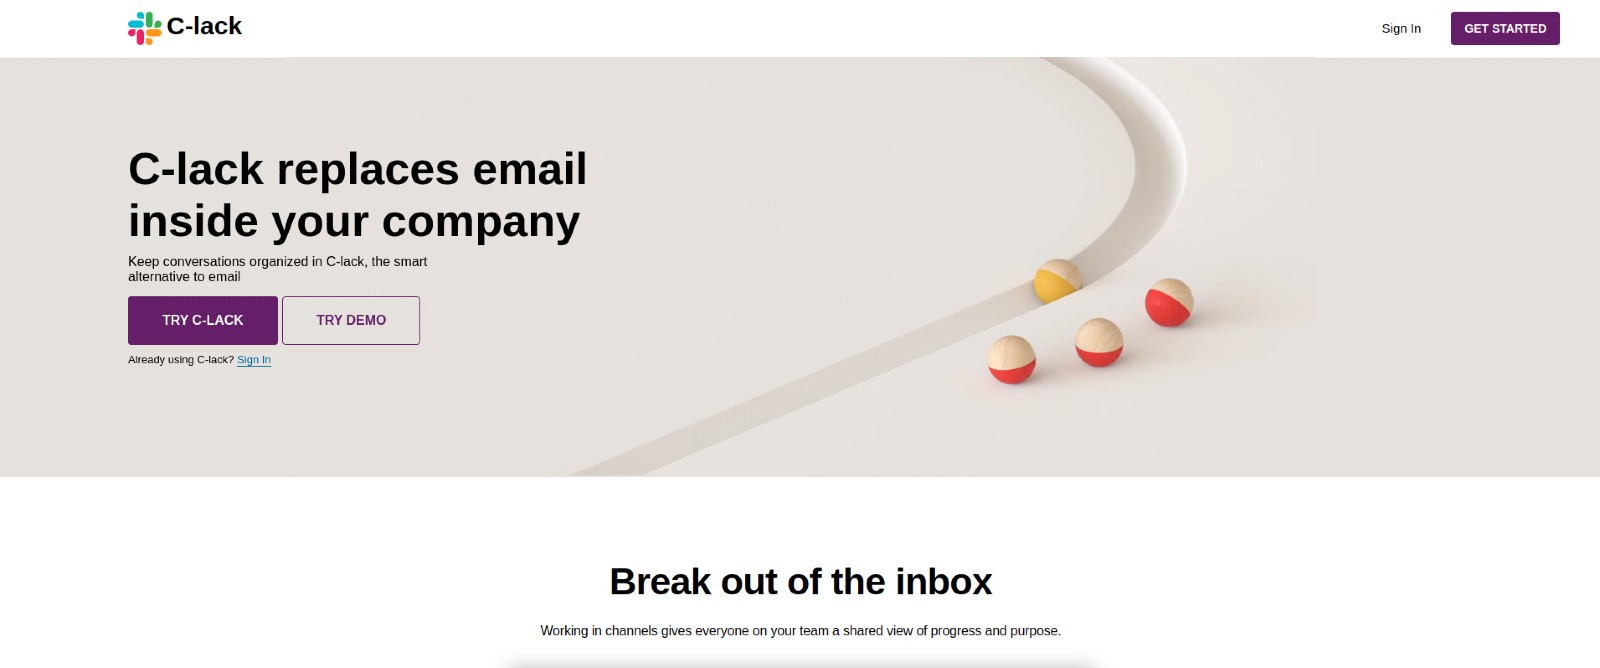 C-lack
Sign In
GET STARTED
C-lack replaces email
inside your company
Keep conversations organized in C-lack, the smart
alternative to email
TRY C-LACK
TRY DEMO
Already using C-lack? Sign In
Break out of the inbox
Working in channels gives everyone on your team a shared view of progress and purpose.